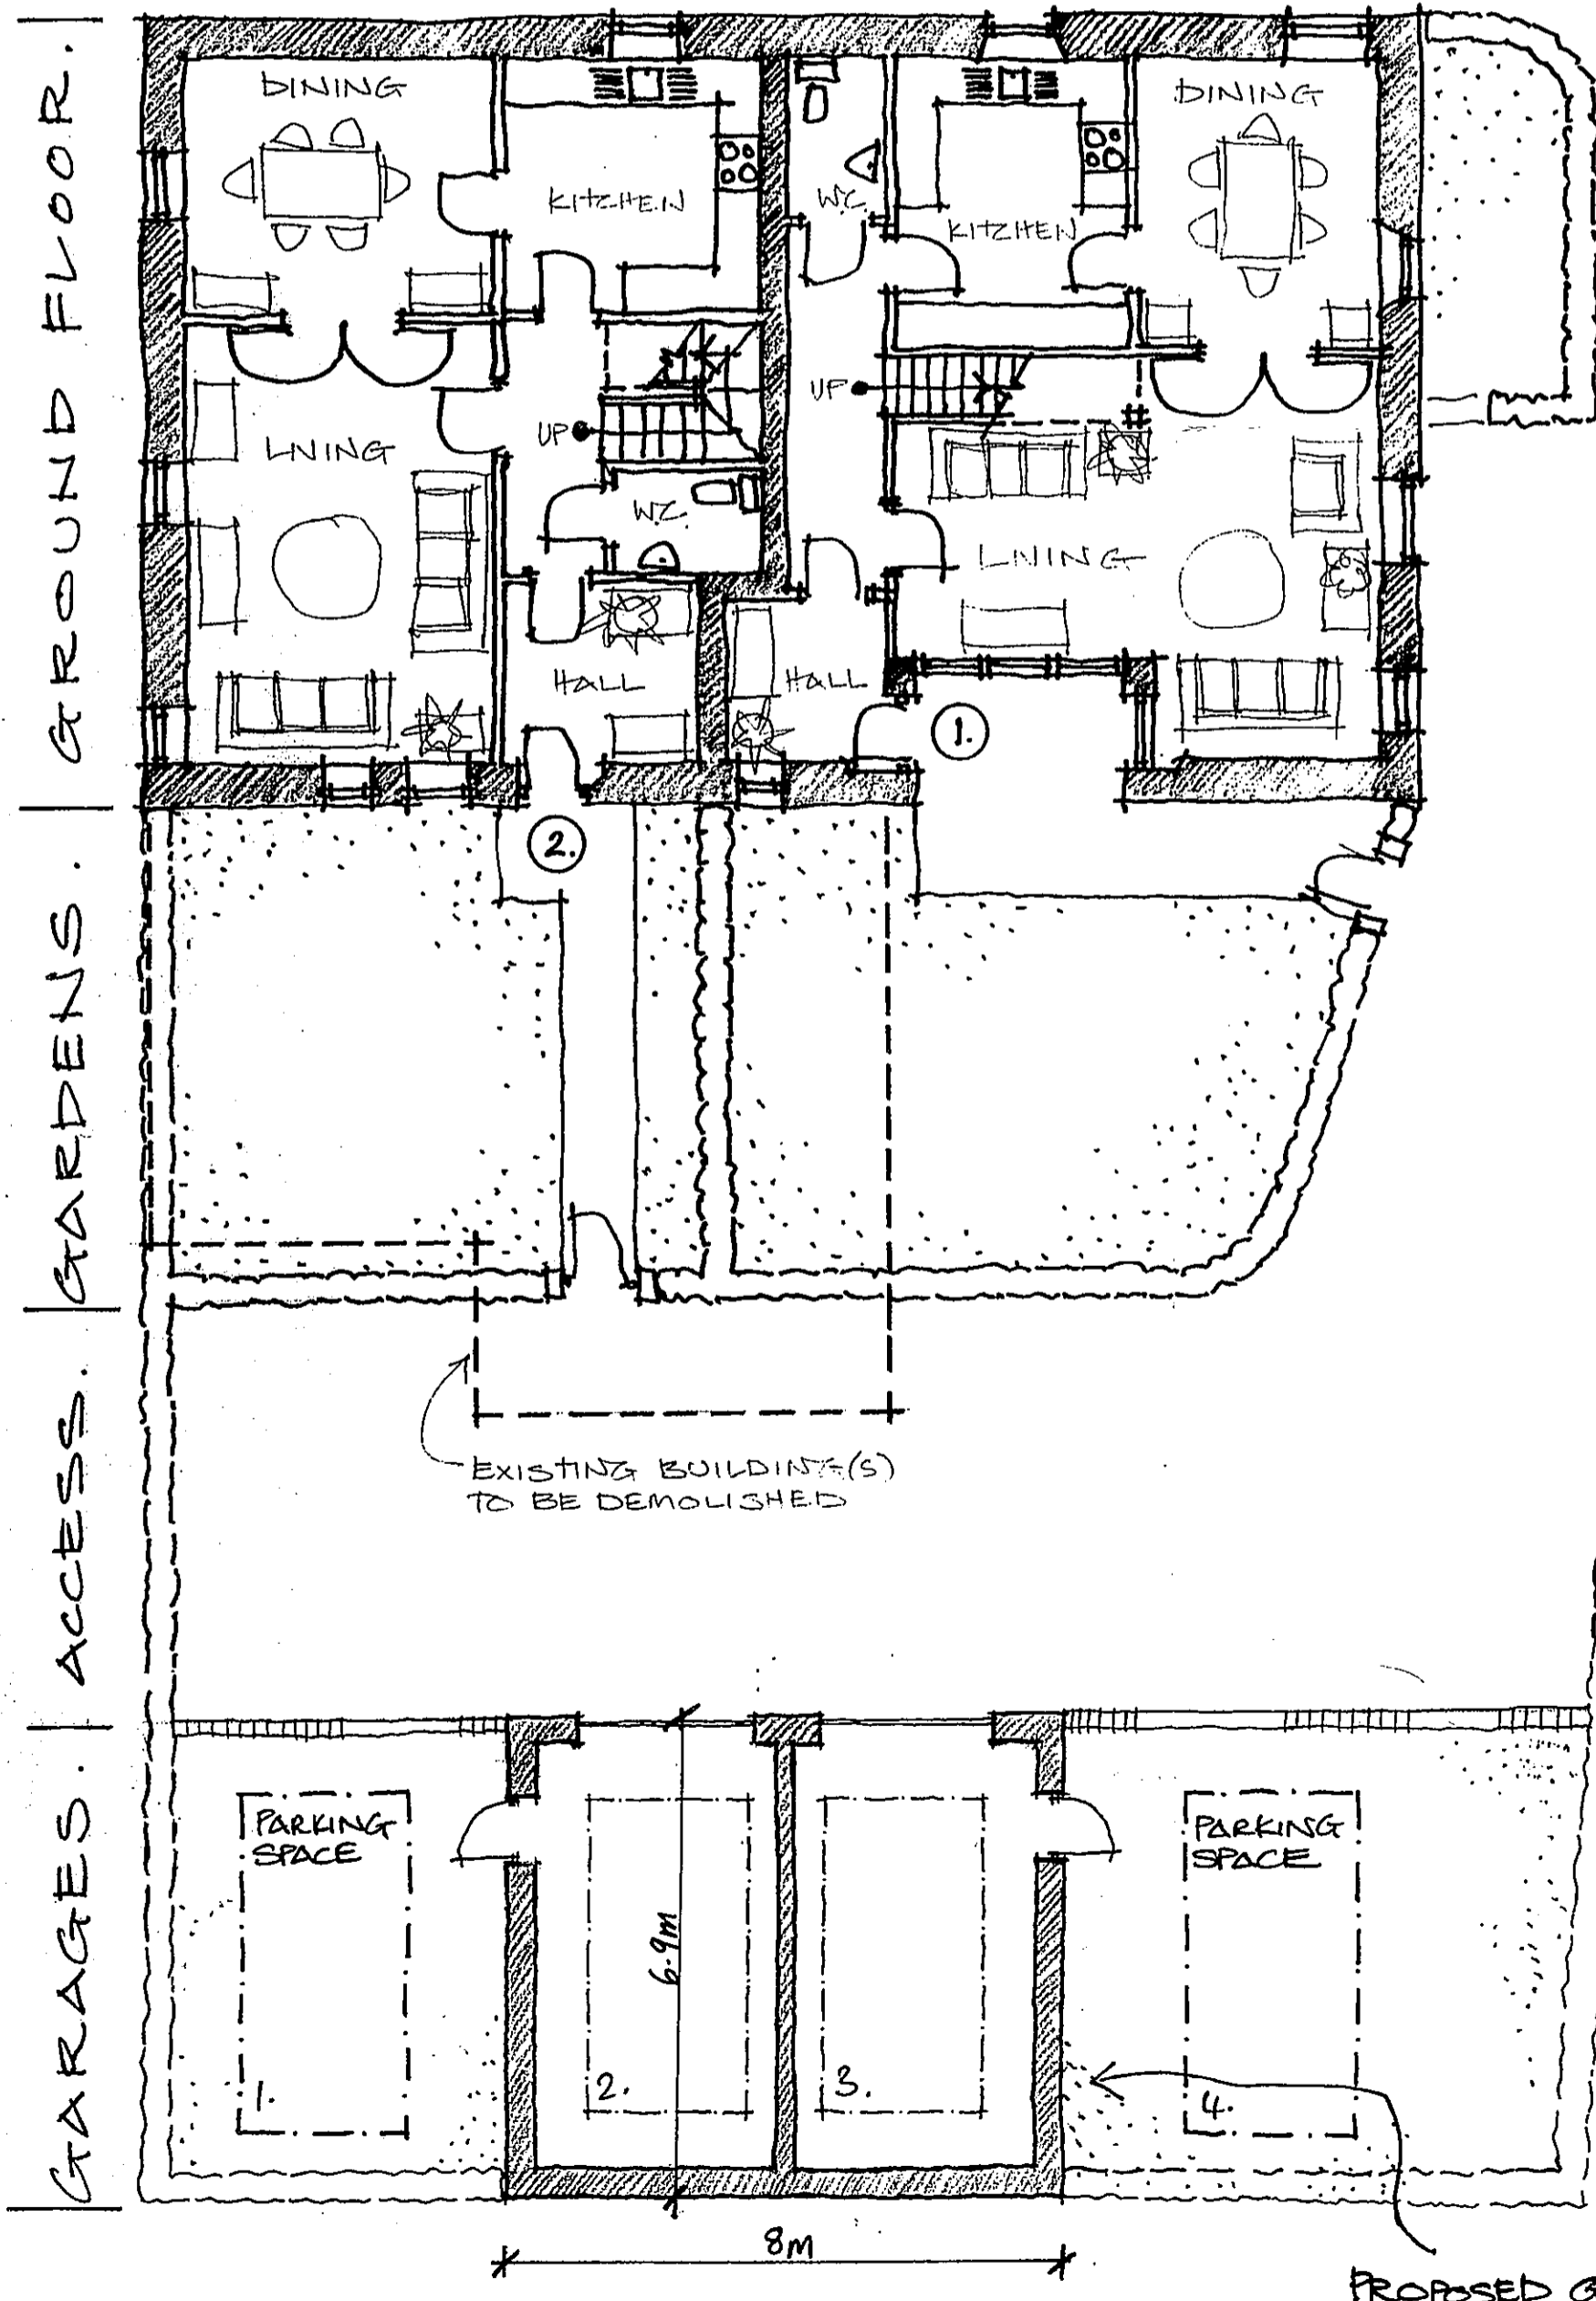 GROUND FLOOR.
DINING
KITCHEN
W.C.
KITCHEN
DINING
UP
UP
LIVING
W.C.
LIVING
HALL
HALL
1.
2.
GARDENS.
ACCESS.
EXISTING BUILDING(S)
TO BE DEMOLISHED
GARAGES.
PARKING
SPACE
PARKING
SPACE
6.9m
1.
2.
3.
4.
8M
PROPOSED